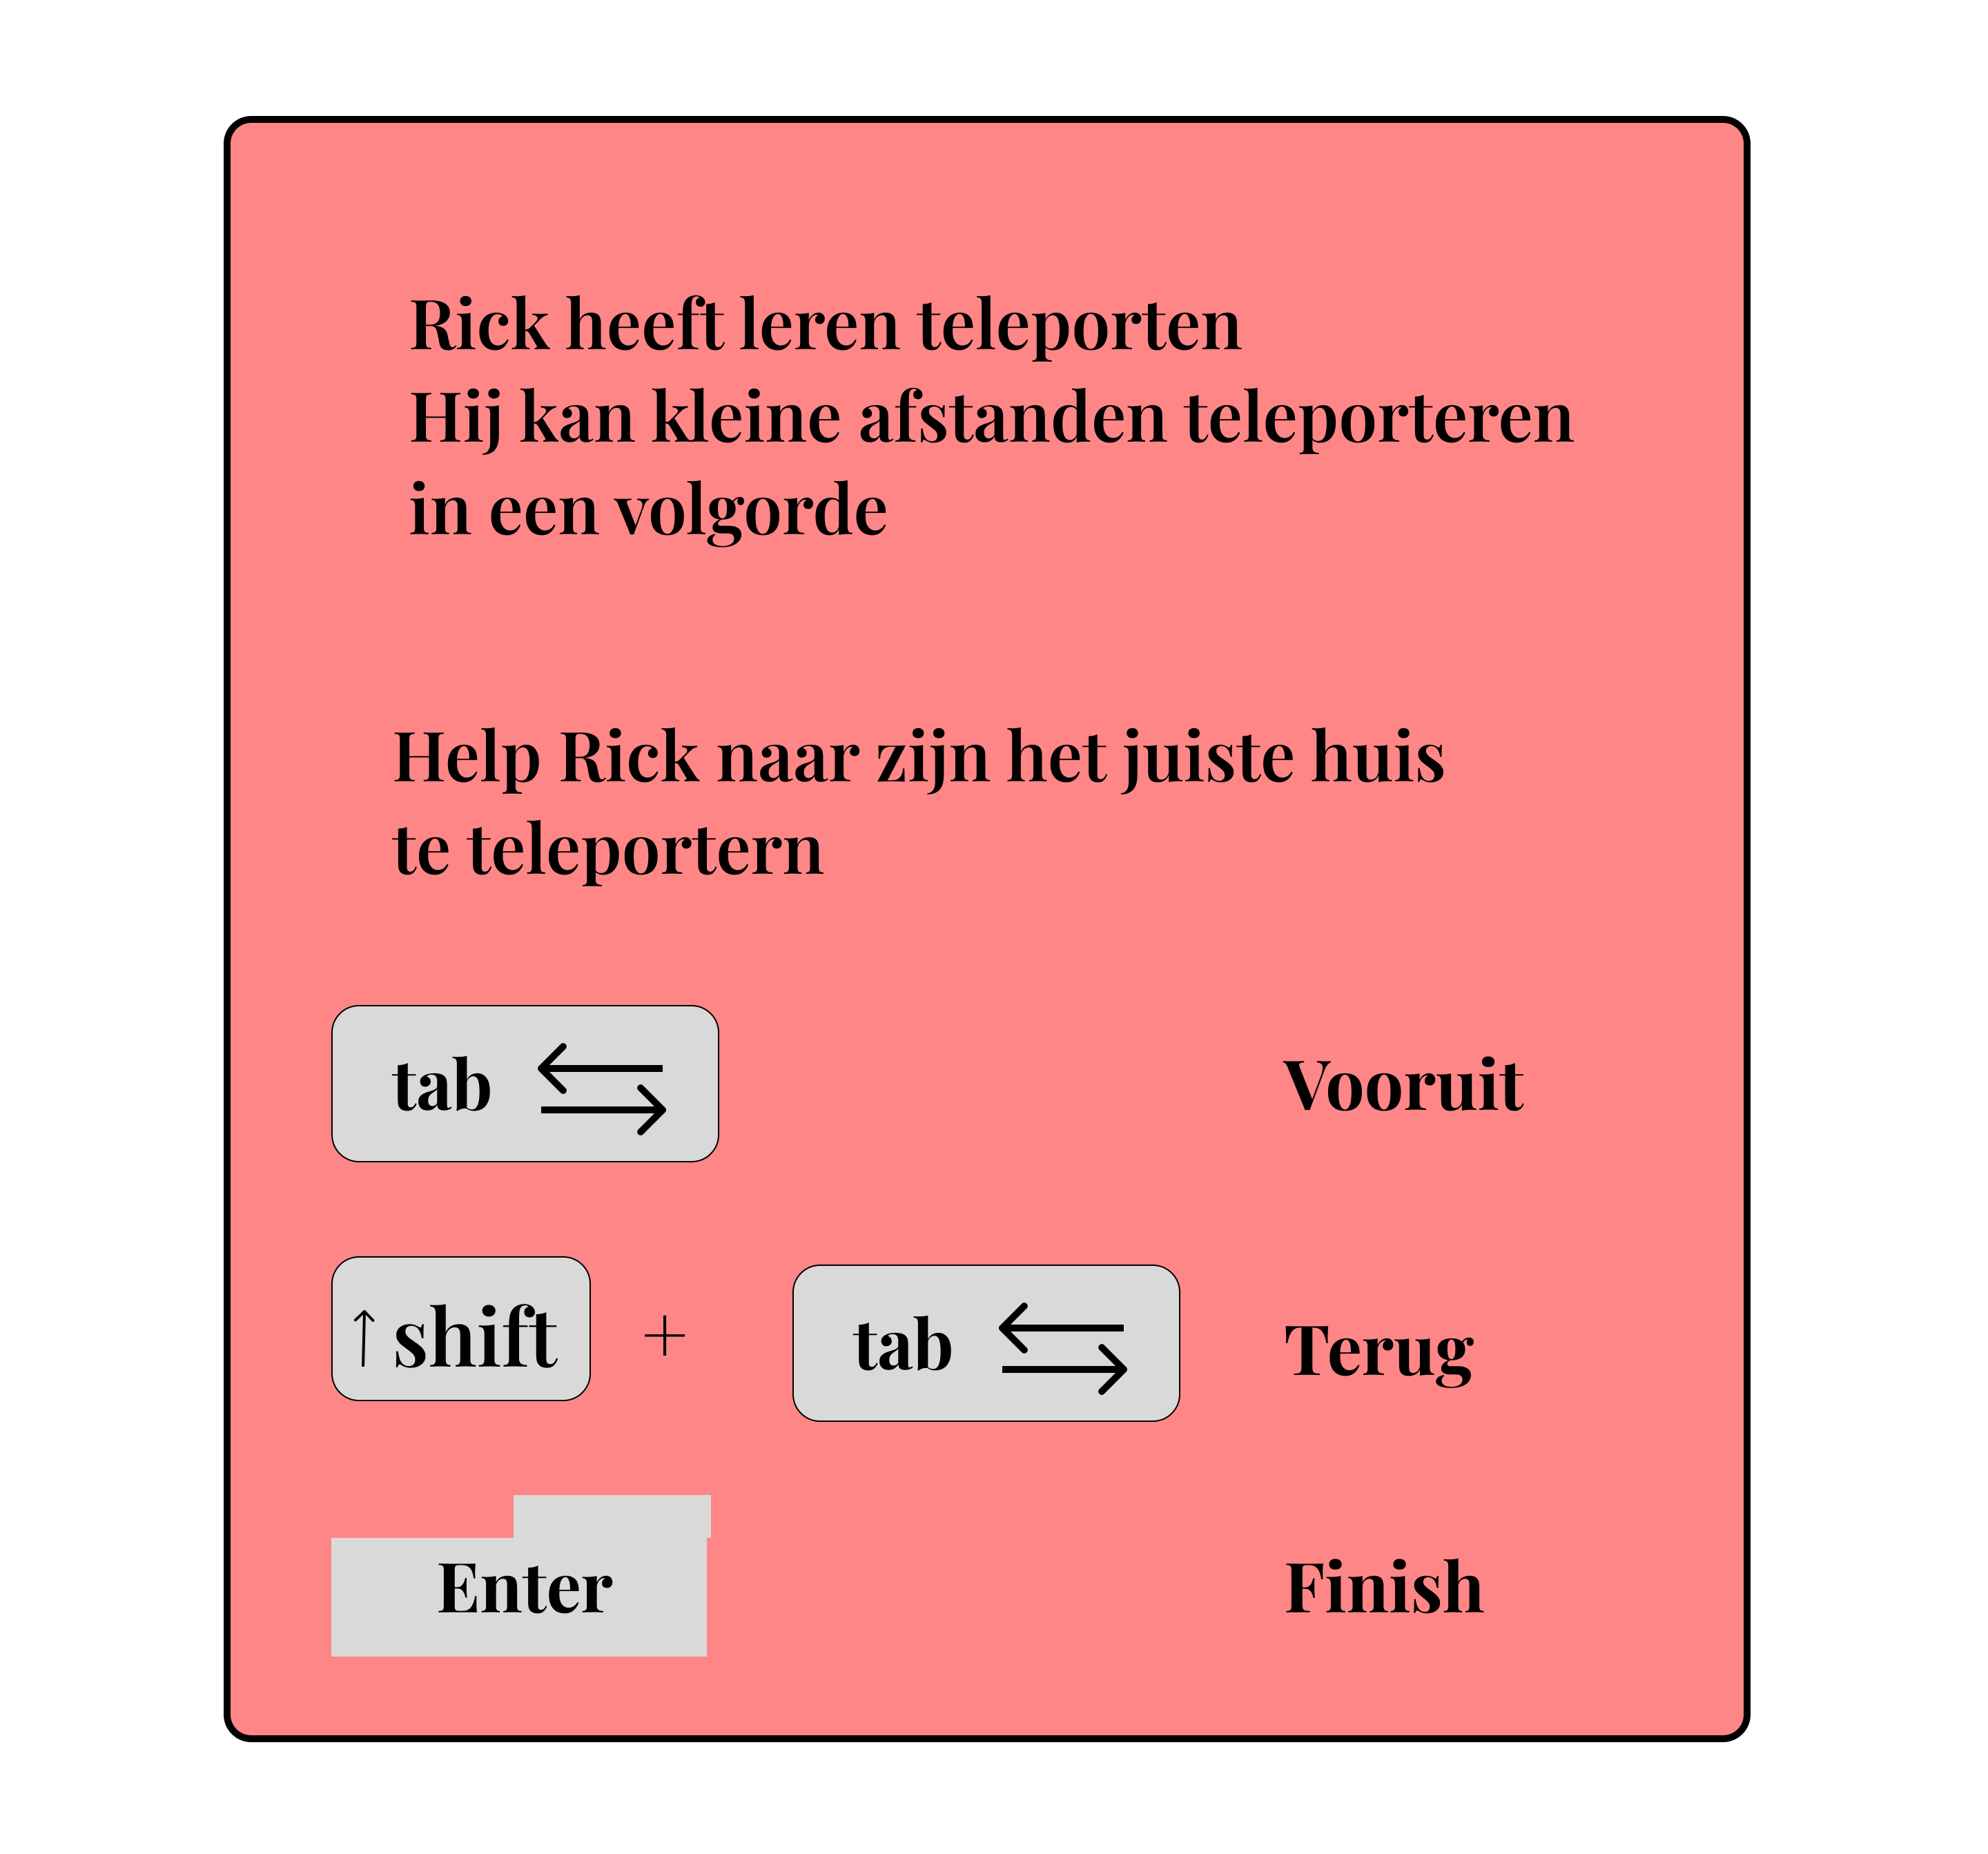 Rick heeft leren teleporten
Hij kan kleine afstanden teleporteren
in een volgorde
Help Rick naar zijn het juiste huis
te teleportern
tab Vooruit
↑ shift + tab Terug
Enter Finish